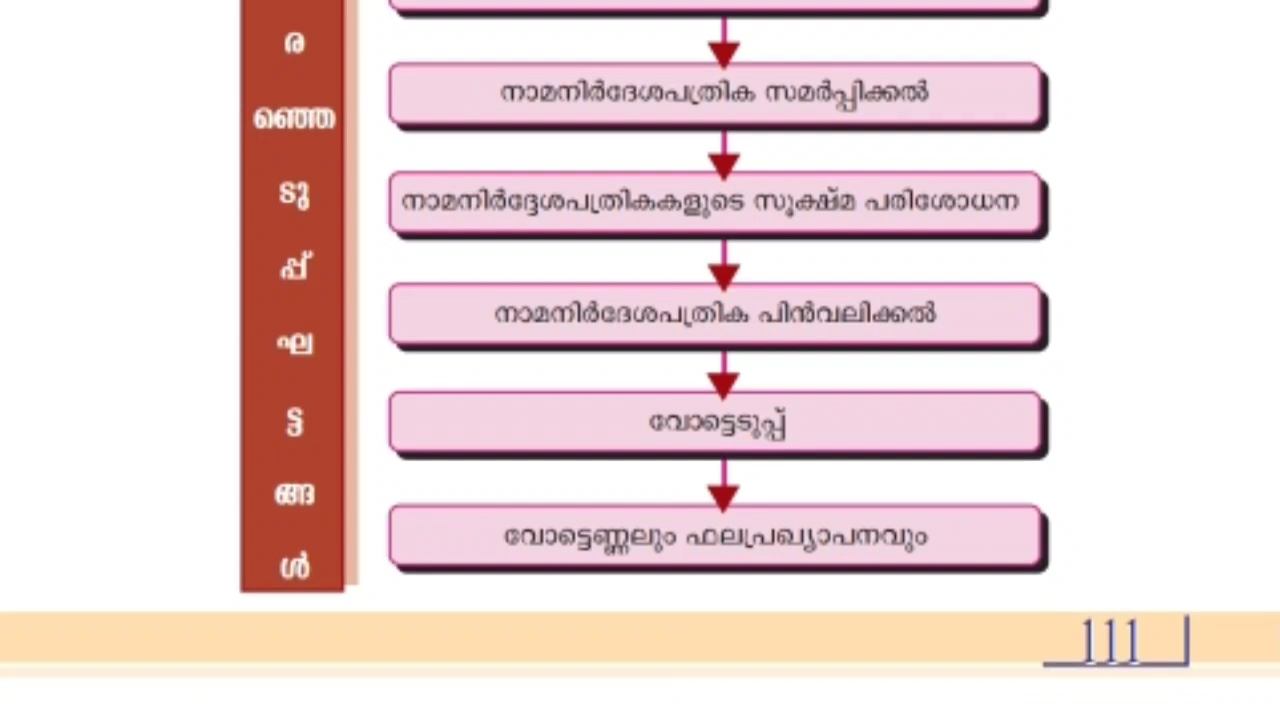 ര
ഞ്ഞെ
ടു
പ്പ്
ഘ
ട്ട
ങ്ങ
ൾ
നാമനിർദേശപത്രിക സമർപ്പിക്കൽ
നാമനിർദ്ദേശപത്രികകളുടെ സൂക്ഷ്മ പരിശോധന
നാമനിർദേശപത്രിക പിൻവലിക്കൽ
വോട്ടെടുപ്പ്
വോട്ടെണ്ണലും ഫലപ്രഖ്യാപനവും
111